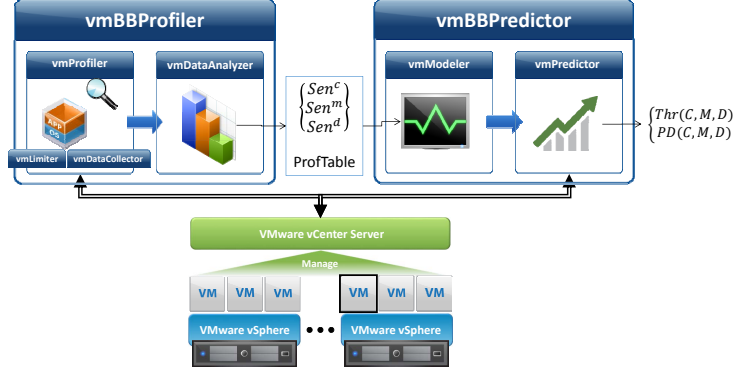 vmBBProfiler
vmBBPredictor
vmProfiler
vmDataAnalyzer
vmModeler
vmPredictor
APP
OS
vmLimiter
vmDataCollector
Sen^c
Sen^m
Sen^d
ProfTable
Thr(C, M, D)
PD(C, M, D)
VMware vCenter Server
Manage
VM VM VM VM VM VM
VMware vSphere ••• VMware vSphere